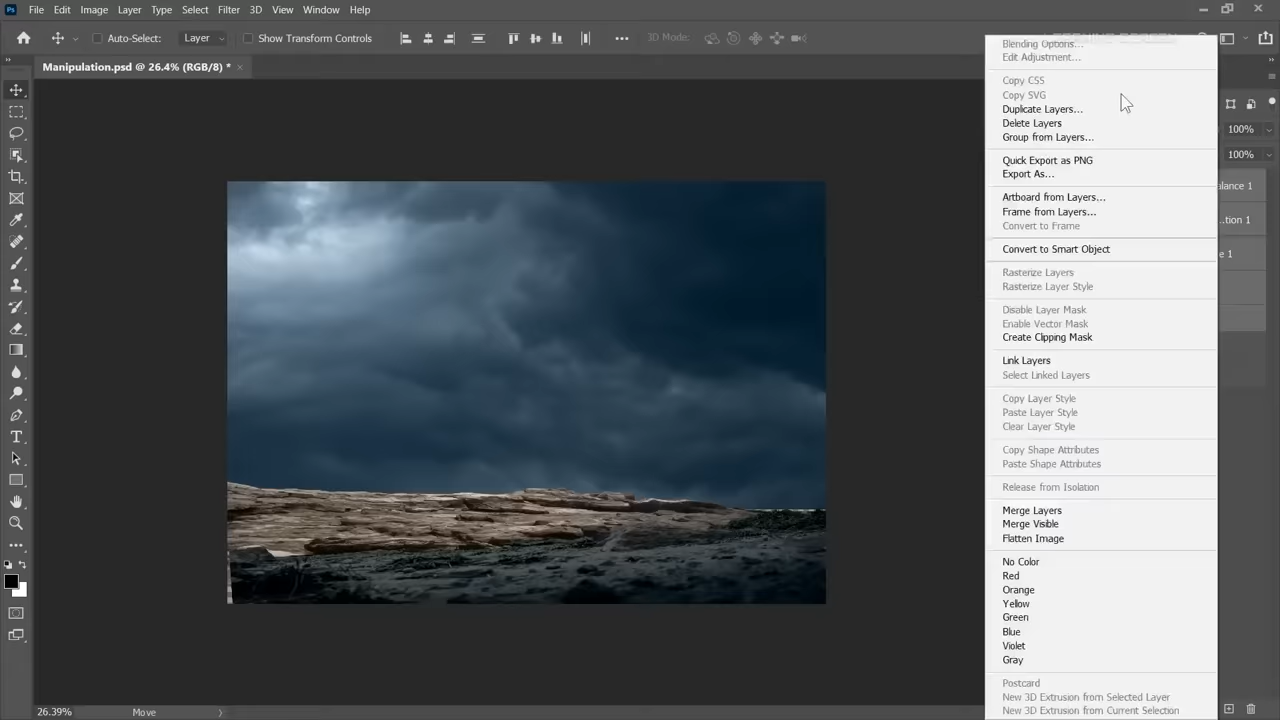 File Edit Image Layer Type Select Filter 3D View Window Help
Auto-Select: Layer Show Transform Controls 3D Mode:
Manipulation.psd @ 26.4% (RGB/8) *
Blending Options...
Edit Adjustment...
Copy CSS
Copy SVG
Duplicate Layers...
Delete Layers
Group from Layers...
Quick Export as PNG
Export As...
Artboard from Layers...
Frame from Layers...
Convert to Frame
Convert to Smart Object
Rasterize Layers
Rasterize Layer Style
Disable Layer Mask
Enable Vector Mask
Create Clipping Mask
Link Layers
Select Linked Layers
Copy Layer Style
Paste Layer Style
Clear Layer Style
Copy Shape Attributes
Paste Shape Attributes
Release from Isolation
Merge Layers
Merge Visible
Flatten Image
No Color
Red
Orange
Yellow
Green
Blue
Violet
Gray
Postcard
New 3D Extrusion from Selected Layer
New 3D Extrusion from Current Selection
100%
100%
alance 1
tion 1
e 1
26.39% Move